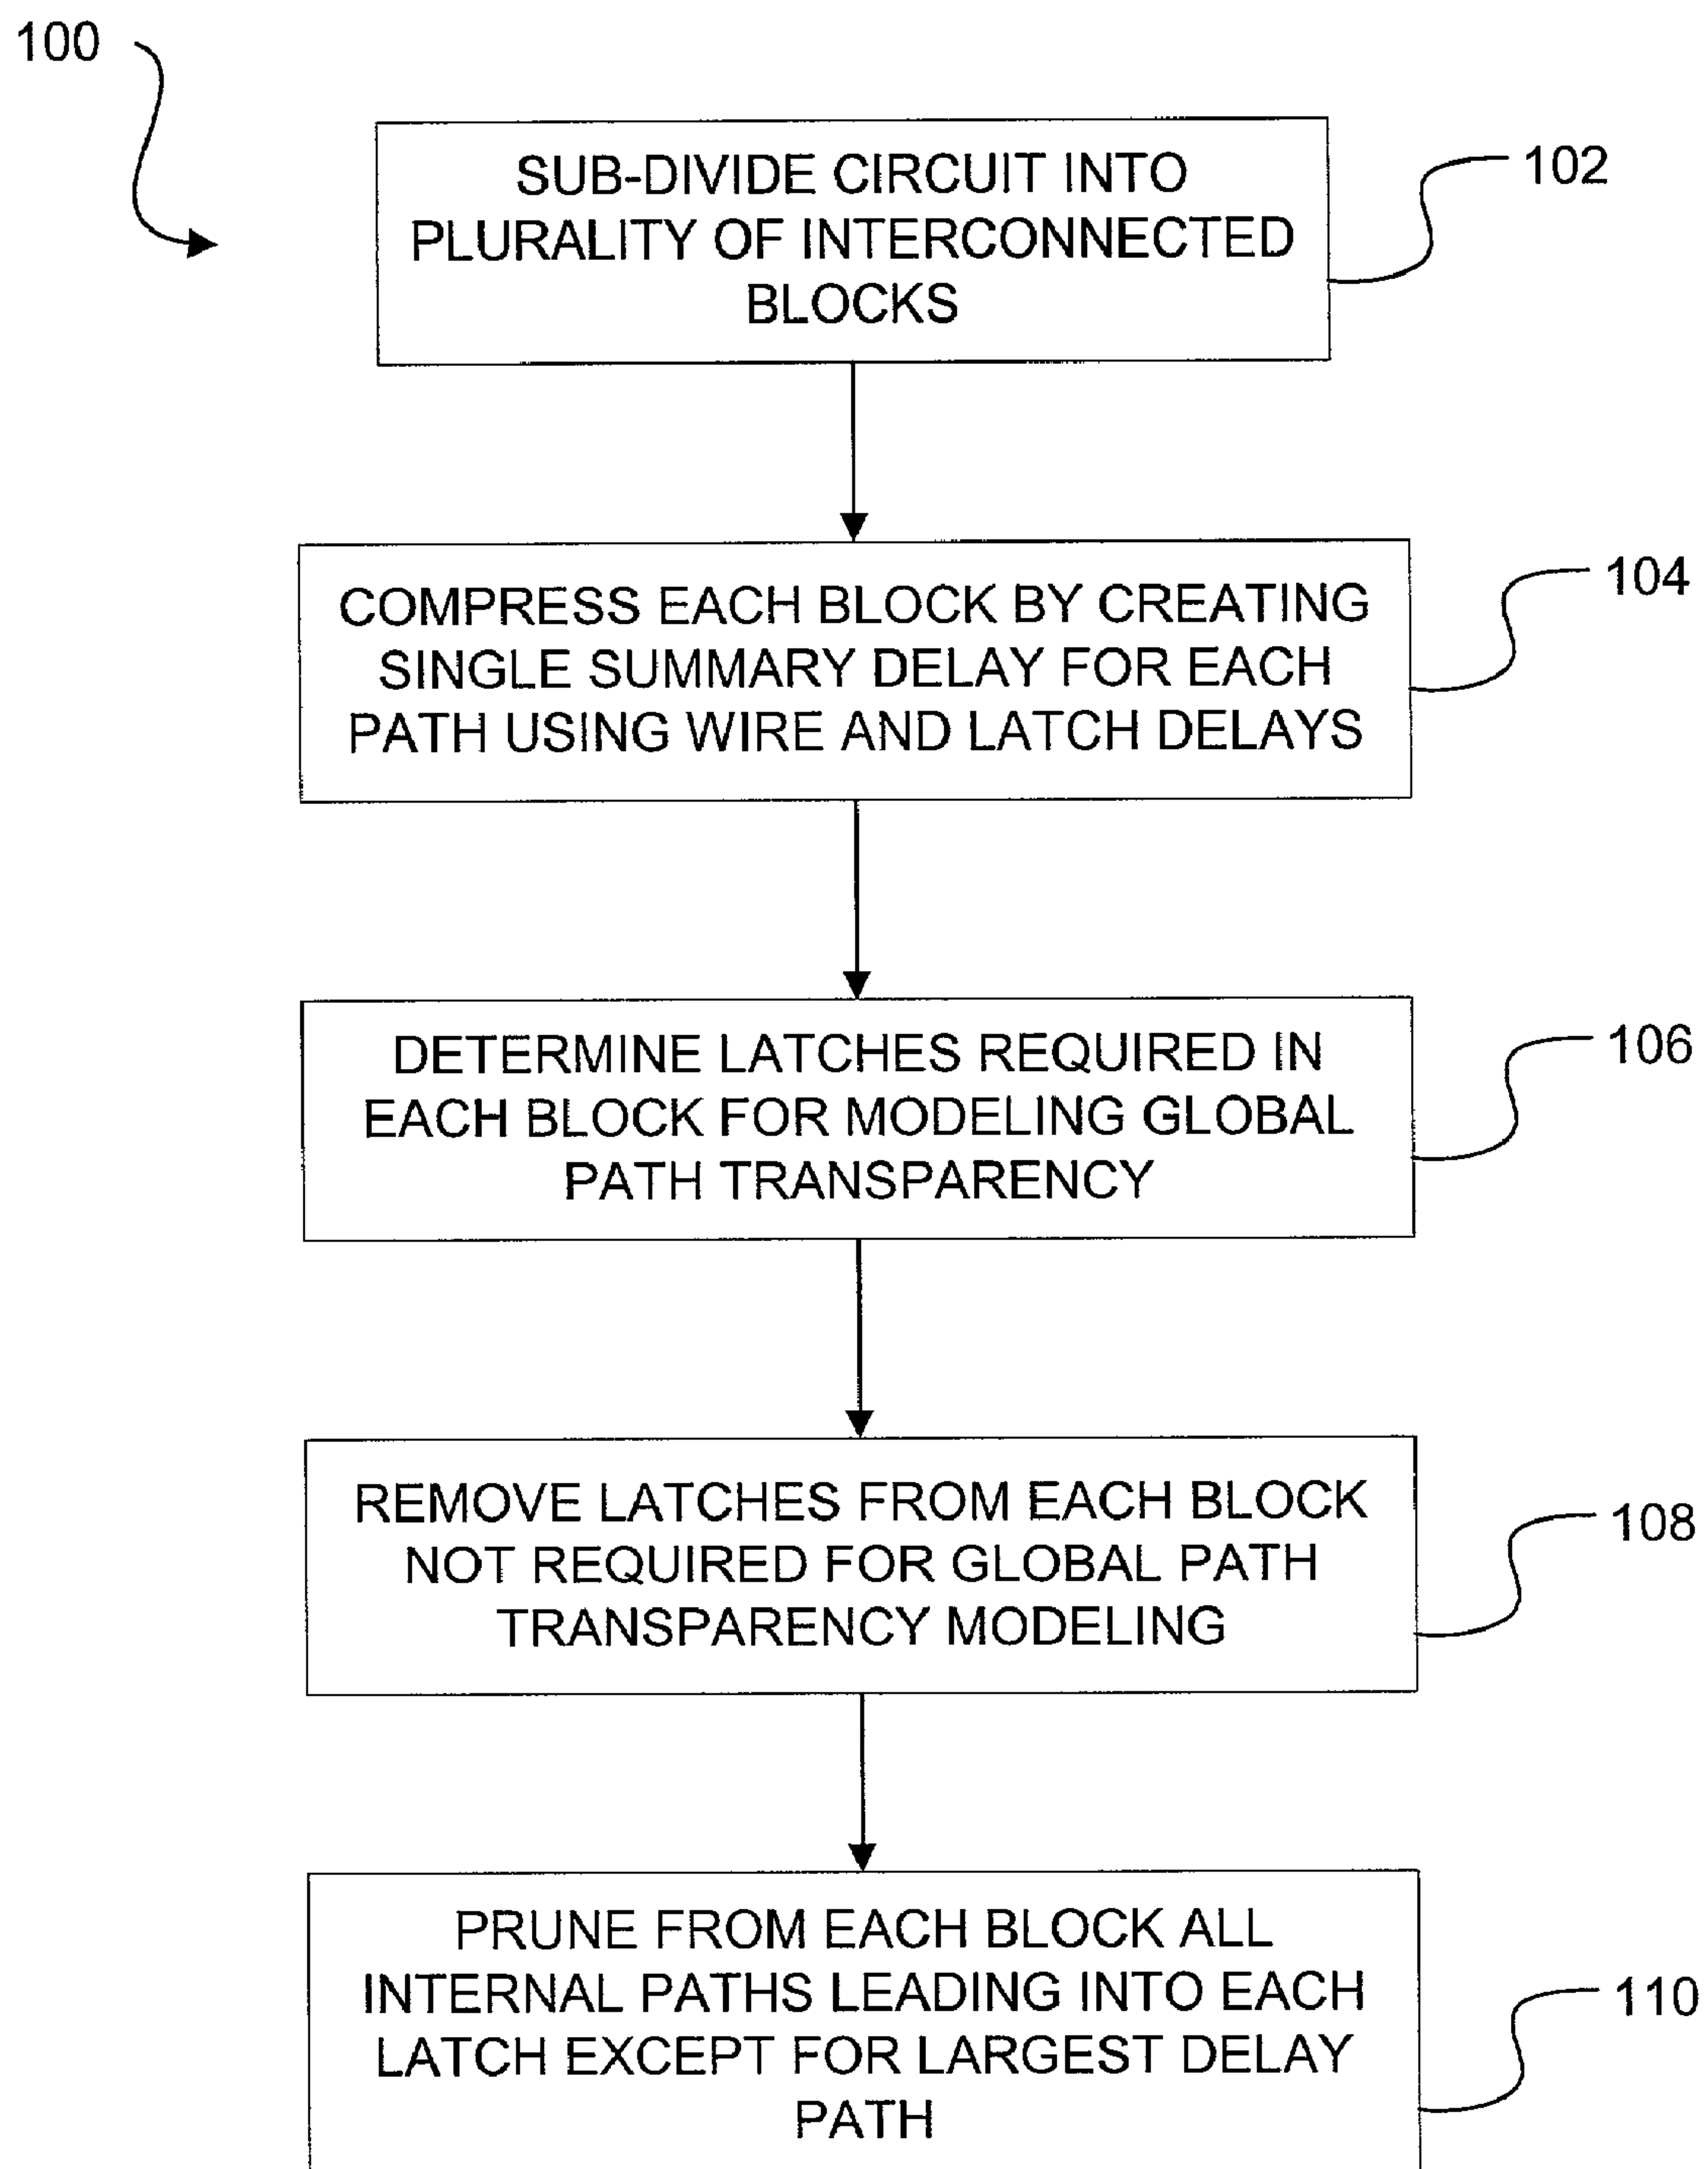 100
SUB-DIVIDE CIRCUIT INTO
PLURALITY OF INTERCONNECTED
BLOCKS
102
COMPRESS EACH BLOCK BY CREATING
SINGLE SUMMARY DELAY FOR EACH
PATH USING WIRE AND LATCH DELAYS
104
DETERMINE LATCHES REQUIRED IN
EACH BLOCK FOR MODELING GLOBAL
PATH TRANSPARENCY
106
REMOVE LATCHES FROM EACH BLOCK
NOT REQUIRED FOR GLOBAL PATH
TRANSPARENCY MODELING
108
PRUNE FROM EACH BLOCK ALL
INTERNAL PATHS LEADING INTO EACH
LATCH EXCEPT FOR LARGEST DELAY
PATH
110